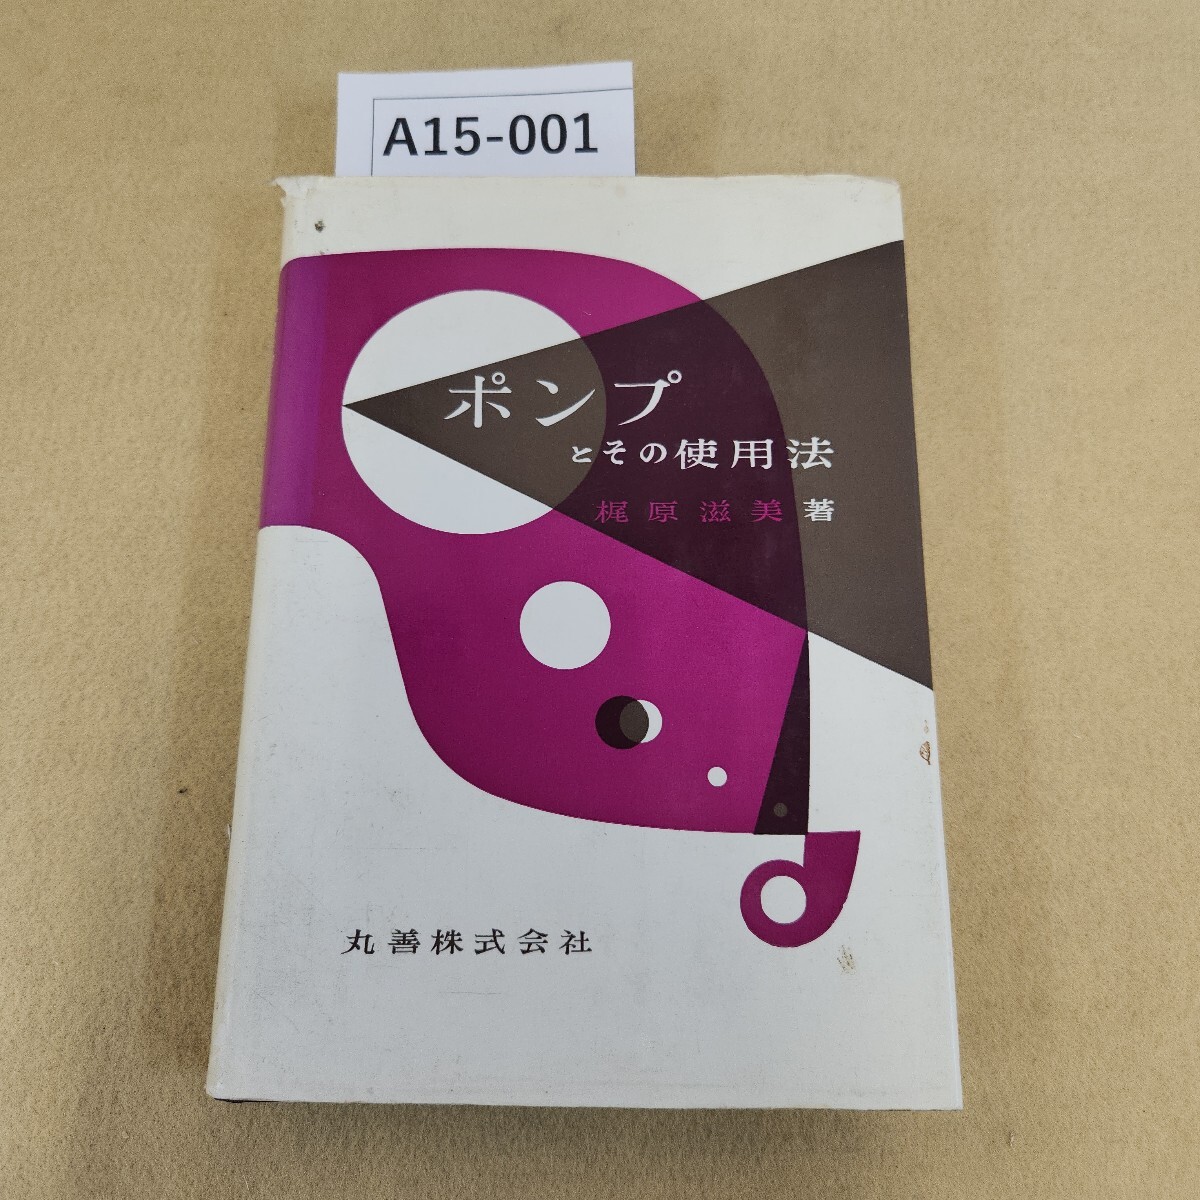 A15-001
ポンプ
とその使用法
梶原滋美著
丸善株式会社